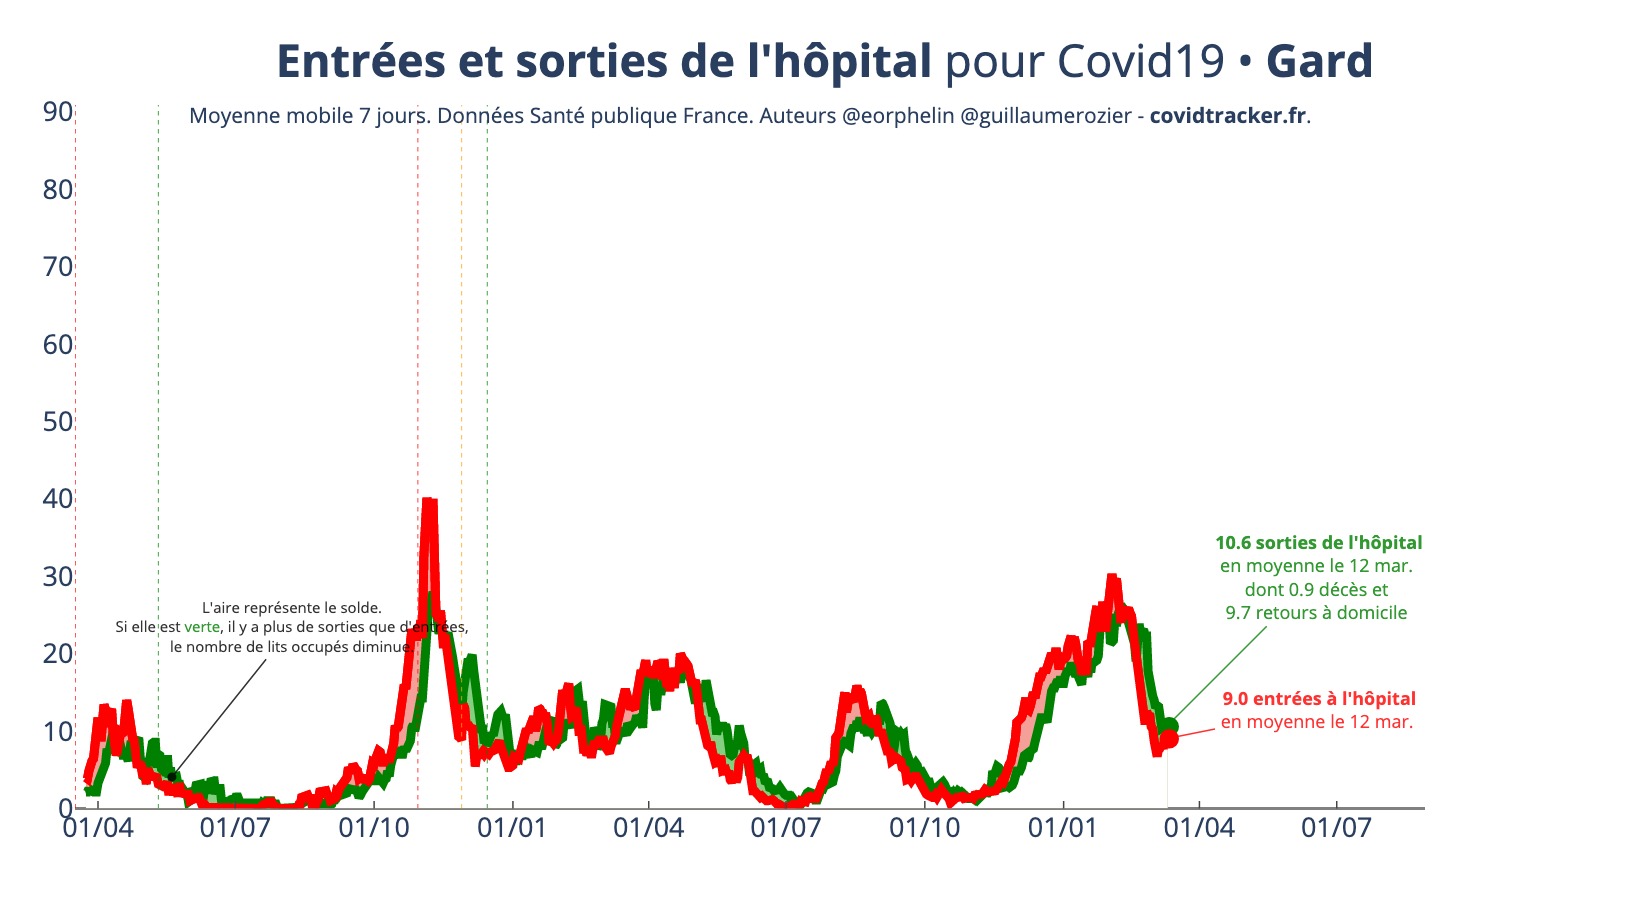 Entrées et sorties de l'hôpital pour Covid19 • Gard
Moyenne mobile 7 jours. Données Santé publique France. Auteurs @eorphelin @guillaumerozier - covidtracker.fr.
90
80
70
60
50
40
30
20
10
0
L'aire représente le solde.
Si elle est verte, il y a plus de sorties que d'entrées,
le nombre de lits occupés diminue.
10.6 sorties de l'hôpital
en moyenne le 12 mar.
dont 0.9 décès et
9.7 retours à domicile
9.0 entrées à l'hôpital
en moyenne le 12 mar.
01/04 01/07 01/10 01/01 01/04 01/07 01/10 01/01 01/04 01/07